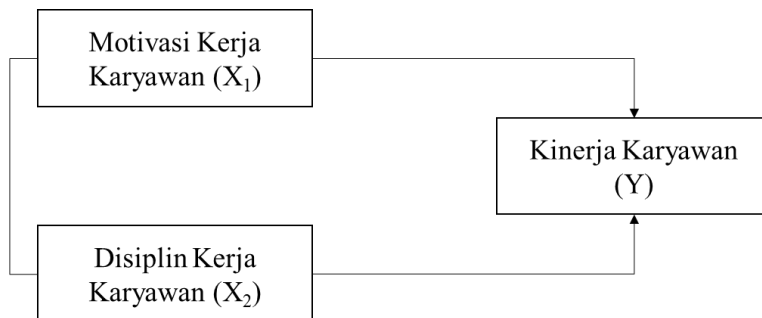 Motivasi Kerja
Karyawan (X₁)
Kinerja Karyawan
(Y)
Disiplin Kerja
Karyawan (X₂)